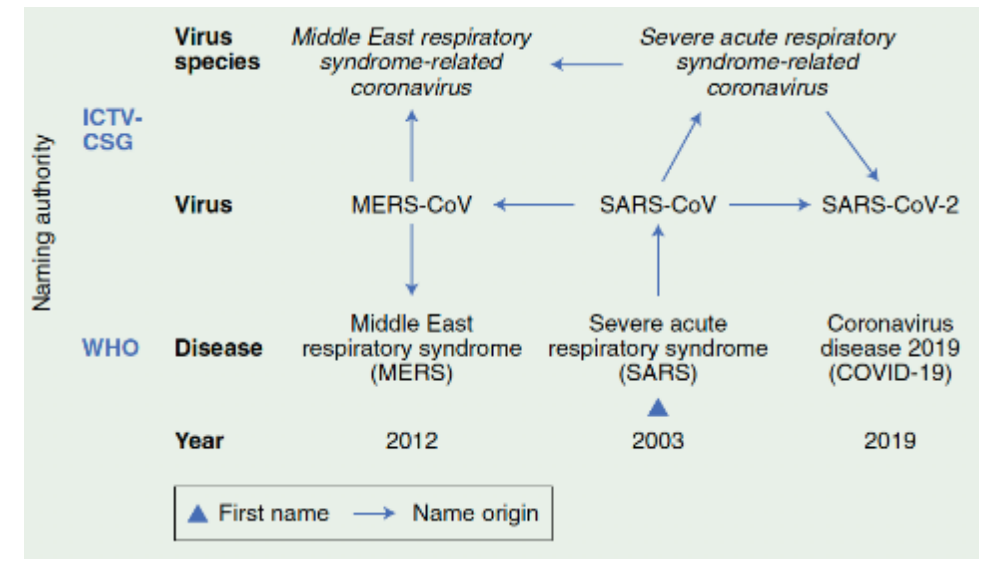 Virus species
Middle East respiratory syndrome-related coronavirus
Severe acute respiratory syndrome-related coronavirus
ICTV-CSG
Naming authority
Virus
MERS-CoV
SARS-CoV
SARS-CoV-2
WHO
Disease
Middle East respiratory syndrome (MERS)
Severe acute respiratory syndrome (SARS)
Coronavirus disease 2019 (COVID-19)
Year
2012
2003
2019
First name
Name origin